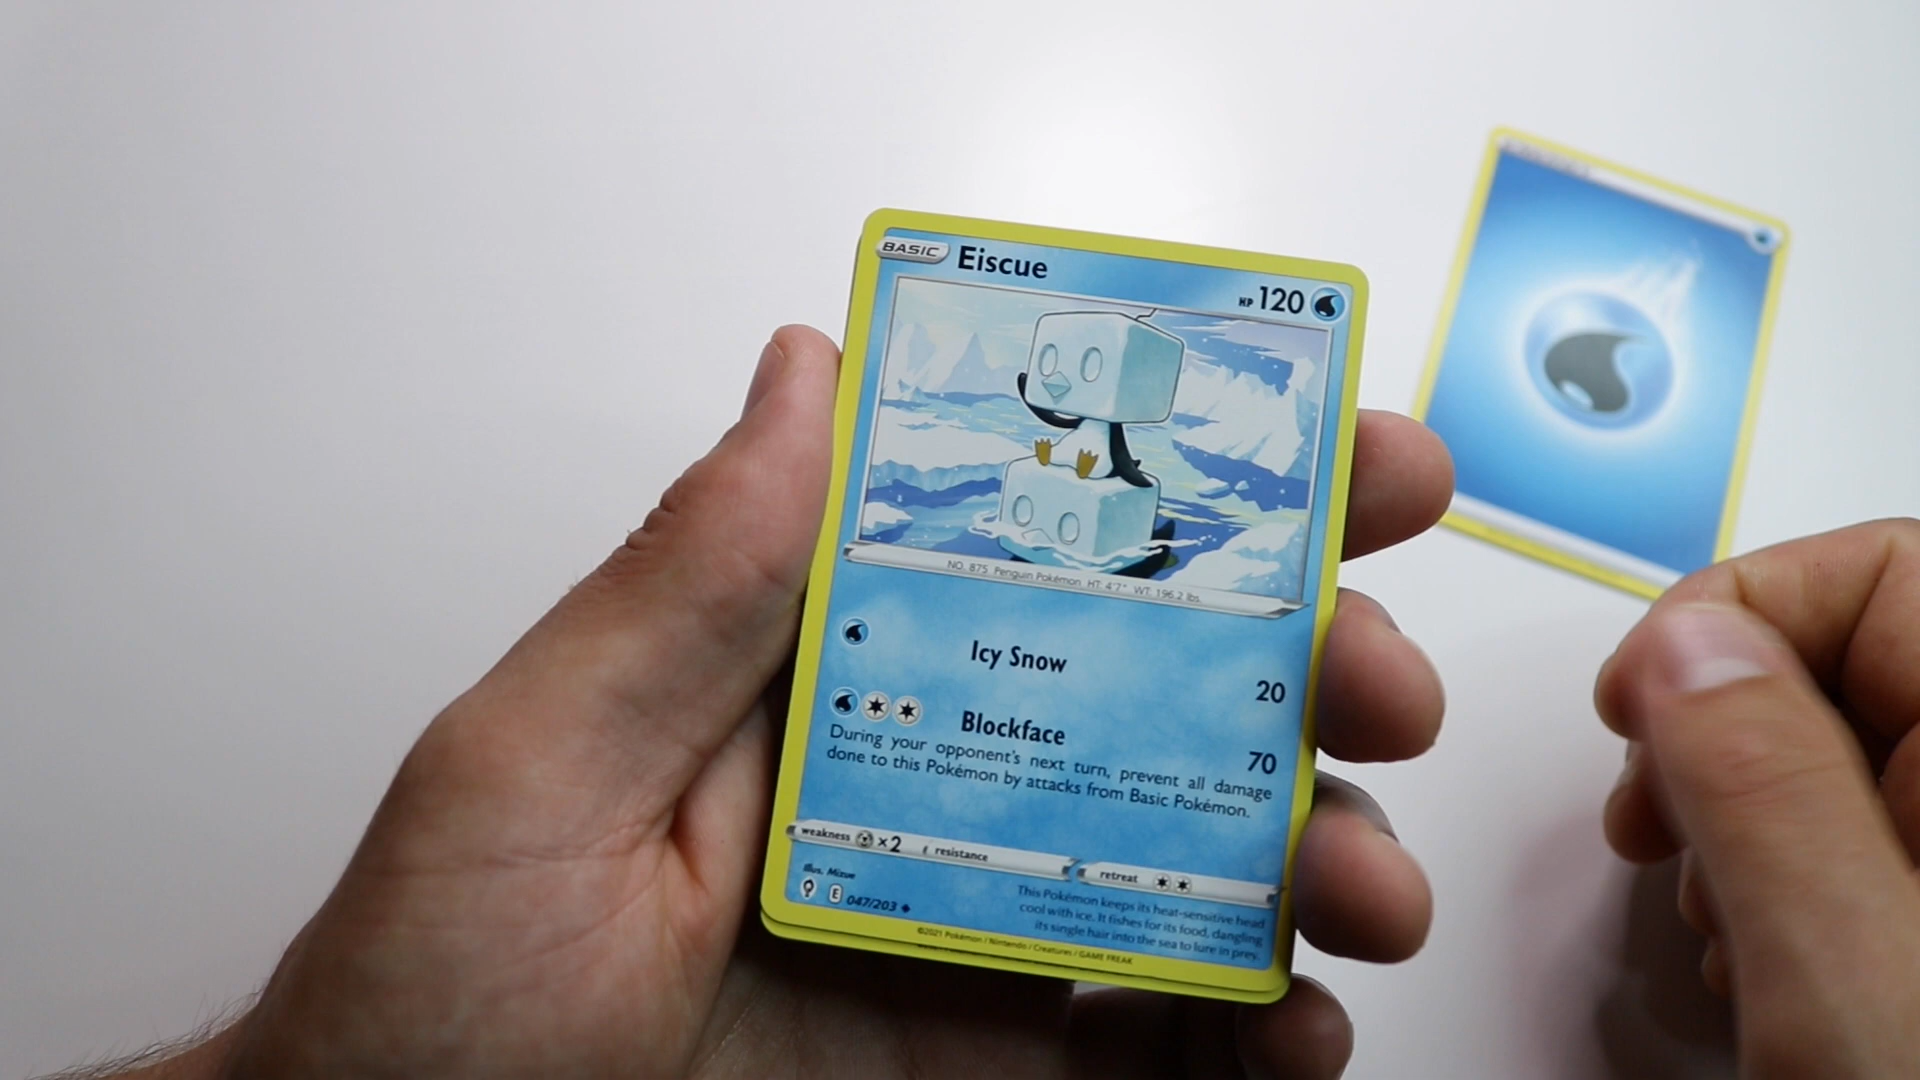 BASIC Eiscue HP 120
NO. 875 Penguin Pokémon HT: 4'7" WT: 196.2 lbs.
Icy Snow 20
Blockface 70
During your opponent's next turn, prevent all damage
done to this Pokémon by attacks from Basic Pokémon.
weakness ×2 resistance retreat
Illus. Mizue
E 047/203
This Pokémon keeps its heat-sensitive head
cool with ice. It fishes for its food, dangling
its single hair into the sea to lure in prey.
©2021 Pokémon / Nintendo / Creatures / GAME FREAK